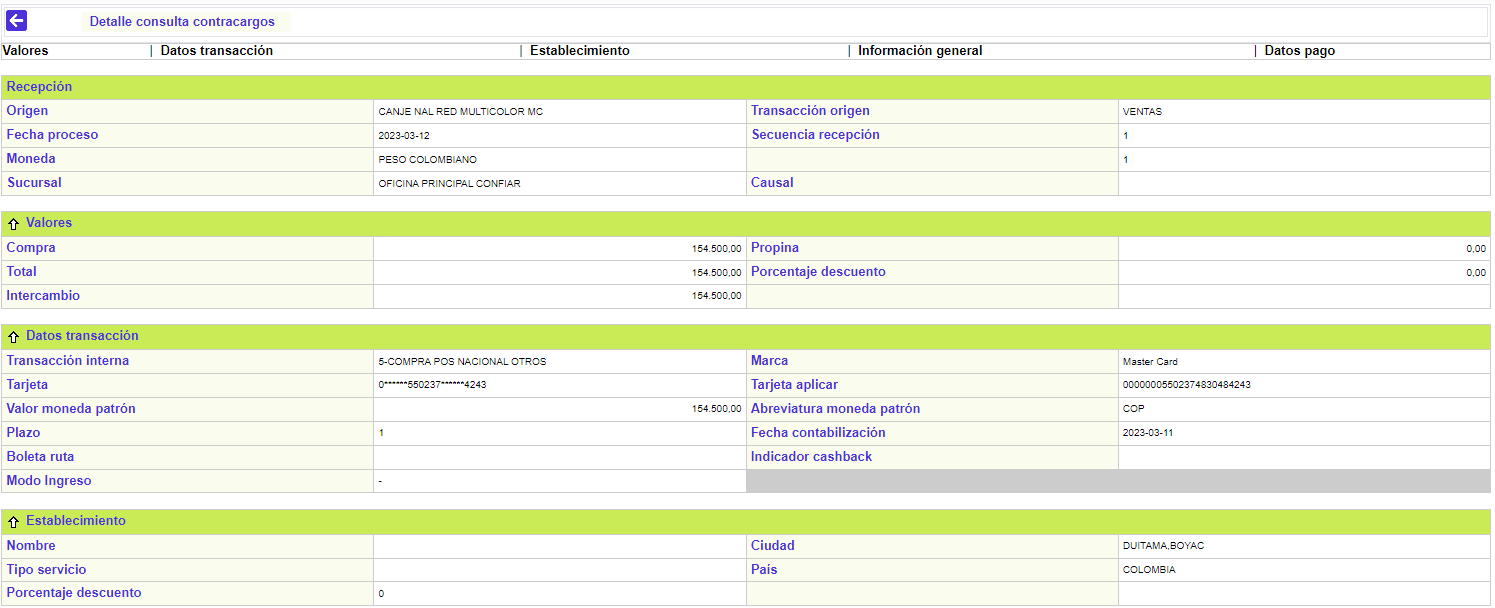 Detalle consulta contracargos
Valores | Datos transacción | Establecimiento | Información general | Datos pago
Recepción
Origen CANJE NAL RED MULTICOLOR MC Transacción origen VENTAS
Fecha proceso 2023-03-12 Secuencia recepción 1
Moneda PESO COLOMBIANO 1
Sucursal OFICINA PRINCIPAL CONFIAR Causal
Valores
Compra 154.500,00 Propina 0,00
Total 154.500,00 Porcentaje descuento 0,00
Intercambio 154.500,00
Datos transacción
Transacción interna 5-COMPRA POS NACIONAL OTROS Marca Master Card
Tarjeta 0******550237******4243 Tarjeta aplicar 00000005502374830484243
Valor moneda patrón 154.500,00 Abreviatura moneda patrón COP
Plazo 1 Fecha contabilización 2023-03-11
Boleta ruta Indicador cashback
Modo Ingreso -
Establecimiento
Nombre Ciudad DUITAMA,BOYAC
Tipo servicio País COLOMBIA
Porcentaje descuento 0